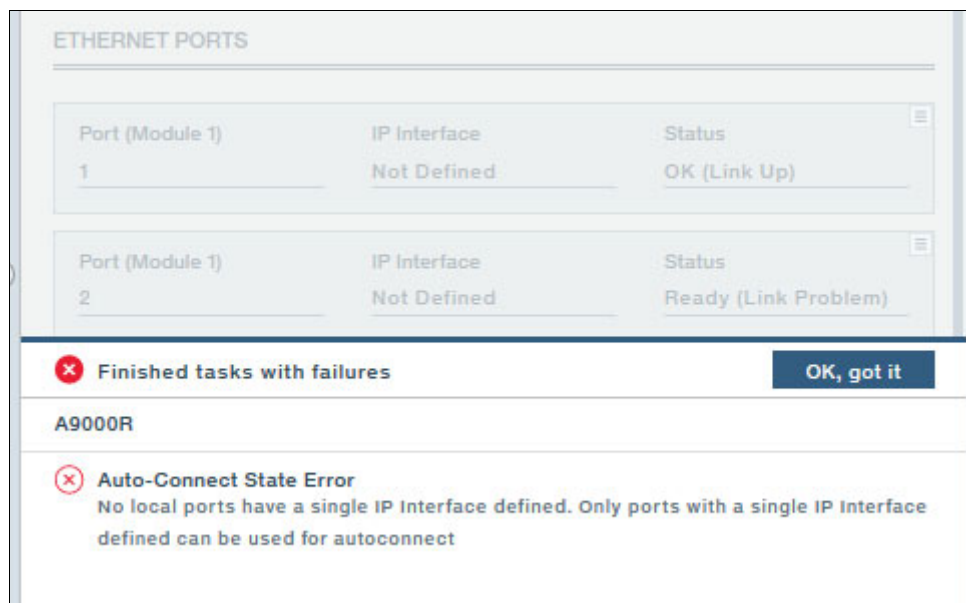 ETHERNET PORTS
Port (Module 1) IP Interface Status
1 Not Defined OK (Link Up)
Port (Module 1) IP Interface Status
2 Not Defined Ready (Link Problem)
Finished tasks with failures OK, got it
A9000R
Auto-Connect State Error
No local ports have a single IP Interface defined. Only ports with a single IP Interface
defined can be used for autoconnect